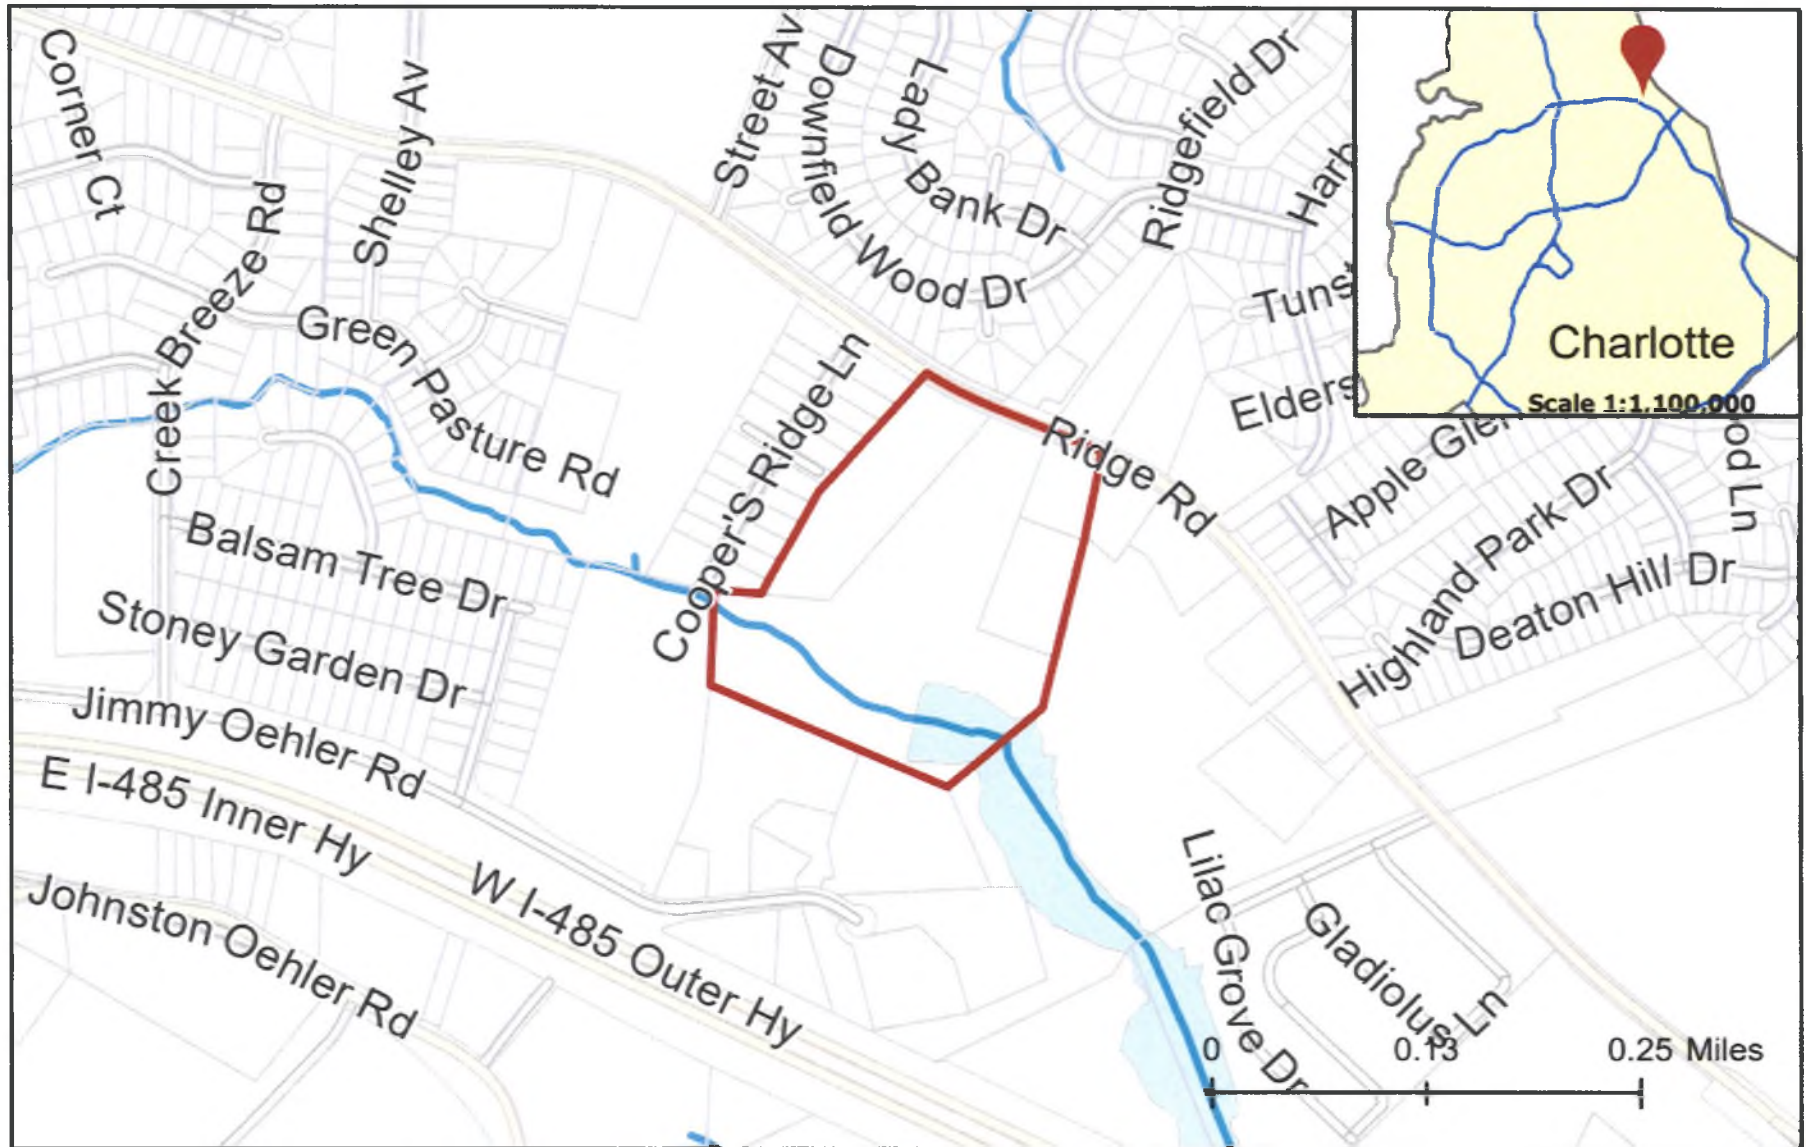 Corner Ct
Shelley Av
Street Av
Downfield Wood Dr
Lady Bank Dr
Ridgefield Dr
Creek Breeze Rd
Green Pasture Rd
Cooper'S Ridge Ln
Ridge Rd
Charlotte
Scale 1:1,100,000
Balsam Tree Dr
Stoney Garden Dr
Jimmy Oehler Rd
E I-485 Inner Hy
W I-485 Outer Hy
Johnston Oehler Rd
Highland Park Dr
Deaton Hill Dr
Lilac Grove Dr
Gladiolus Ln
Apple
Ln
0 0.13 0.25 Miles